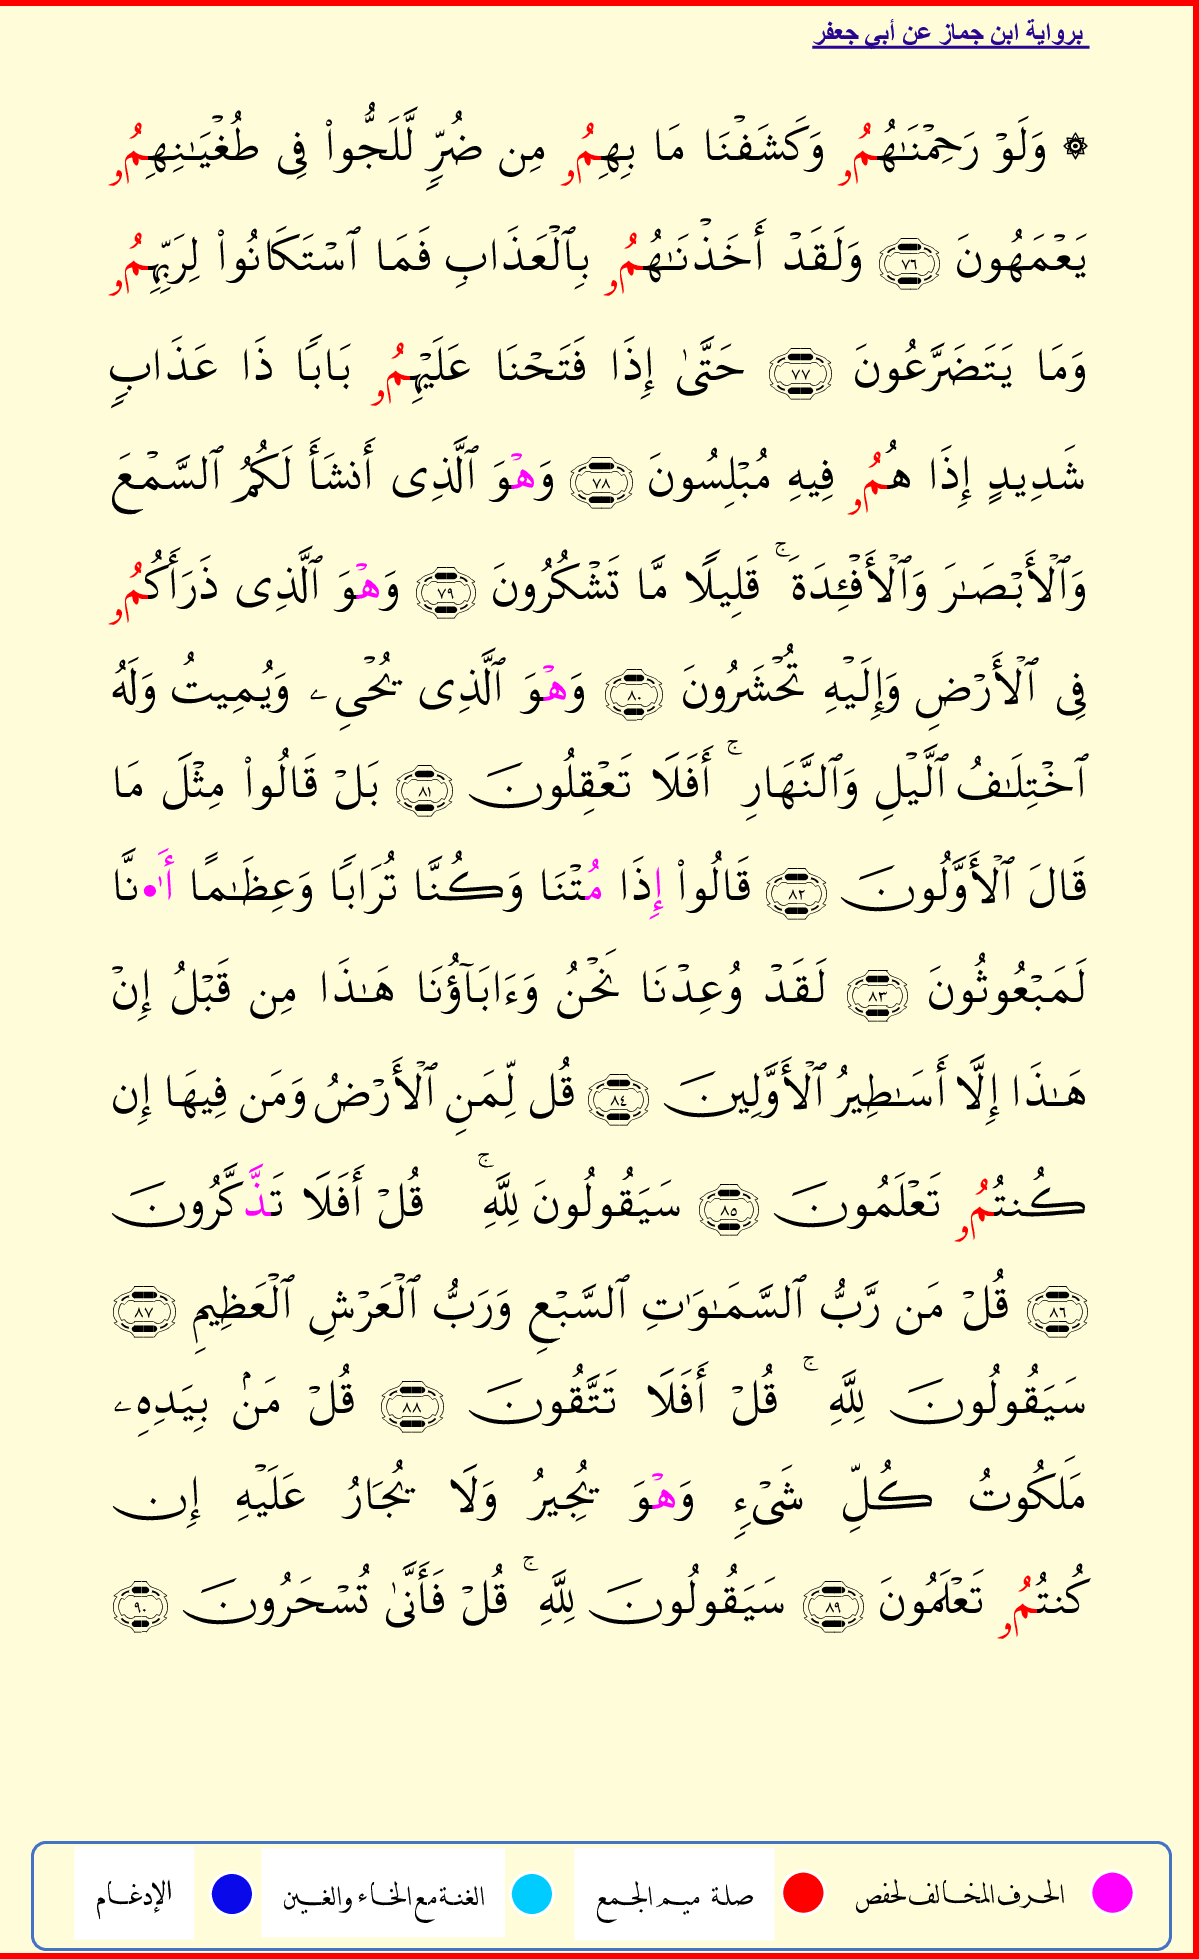 برواية ابن جماز عن أبي جعفر
۞ وَلَوۡ رَحِمۡنَٰهُمُۥ وَكَشَفۡنَا مَا بِهِمُۥ مِن ضُرّٖ لَّلَجُّواْ فِي طُغۡيَٰنِهِمُۥ
يَعۡمَهُونَ ٧٦ وَلَقَدۡ أَخَذۡنَٰهُمُۥ بِٱلۡعَذَابِ فَمَا ٱسۡتَكَانُواْ لِرَبِّهِمُۥ
وَمَا يَتَضَرَّعُونَ ٧٧ حَتَّىٰ إِذَا فَتَحۡنَا عَلَيۡهِمُۥ بَابٗا ذَا عَذَابٖ
شَدِيدٍ إِذَا هُمُۥ فِيهِ مُبۡلِسُونَ ٧٨ وَهۡوَ ٱلَّذِي أَنشَأَ لَكُمُ ٱلسَّمۡعَ
وَٱلۡأَبۡصَٰرَ وَٱلۡأَفۡـِٔدَةَۚ قَلِيلٗا مَّا تَشۡكُرُونَ ٧٩ وَهۡوَ ٱلَّذِي ذَرَأَكُمُۥ
فِي ٱلۡأَرۡضِ وَإِلَيۡهِ تُحۡشَرُونَ ٨٠ وَهۡوَ ٱلَّذِي يُحۡيِۦ وَيُمِيتُ وَلَهُ
ٱخۡتِلَٰفُ ٱلَّيۡلِ وَٱلنَّهَارِۚ أَفَلَا تَعۡقِلُونَ ٨١ بَلۡ قَالُواْ مِثۡلَ مَا
قَالَ ٱلۡأَوَّلُونَ ٨٢ قَالُواْ إِذَا مُتۡنَا وَكُنَّا تُرَابٗا وَعِظَٰمًا أَٰ۬نَّا
لَمَبۡعُوثُونَ ٨٣ لَقَدۡ وُعِدۡنَا نَحۡنُ وَءَابَآؤُنَا هَٰذَا مِن قَبۡلُ إِنۡ
هَٰذَا إِلَّا أَسَٰطِيرُ ٱلۡأَوَّلِينَ ٨٤ قُل لِّمَنِ ٱلۡأَرۡضُ وَمَن فِيهَا إِن
كُنتُمُۥ تَعۡلَمُونَ ٨٥ سَيَقُولُونَ لِلَّهِۚ قُلۡ أَفَلَا تَذَّكَّرُونَ
٨٦ قُلۡ مَن رَّبُّ ٱلسَّمَٰوَٰتِ ٱلسَّبۡعِ وَرَبُّ ٱلۡعَرۡشِ ٱلۡعَظِيمِ ٨٧
سَيَقُولُونَ لِلَّهِۚ قُلۡ أَفَلَا تَتَّقُونَ ٨٨ قُلۡ مَنۢ بِيَدِهِۦ
مَلَكُوتُ كُلِّ شَيۡءٖ وَهۡوَ يُجِيرُ وَلَا يُجَارُ عَلَيۡهِ إِن
كُنتُمُۥ تَعۡلَمُونَ ٨٩ سَيَقُولُونَ لِلَّهِۚ قُلۡ فَأَنَّىٰ تُسۡحَرُونَ ٩٠
الحرف المخالف لحفص صلة ميم الجمع الغنة مع الخاء والغين الإدغام